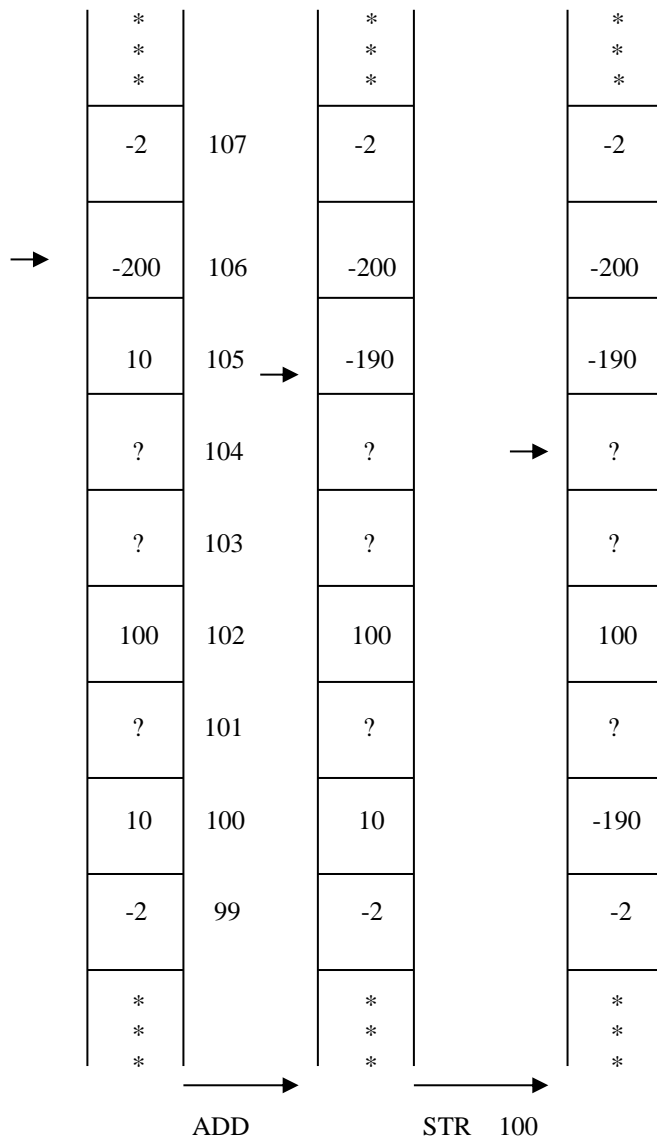 * * *
* * *
* * *
-2 107 -2 -2
-200 106 -200 -200
10 105 -190 -190
? 104 ? ?
? 103 ? ?
100 102 100 100
? 101 ? ?
10 100 10 -190
-2 99 -2 -2
* * *
* * *
* * *
ADD STR 100